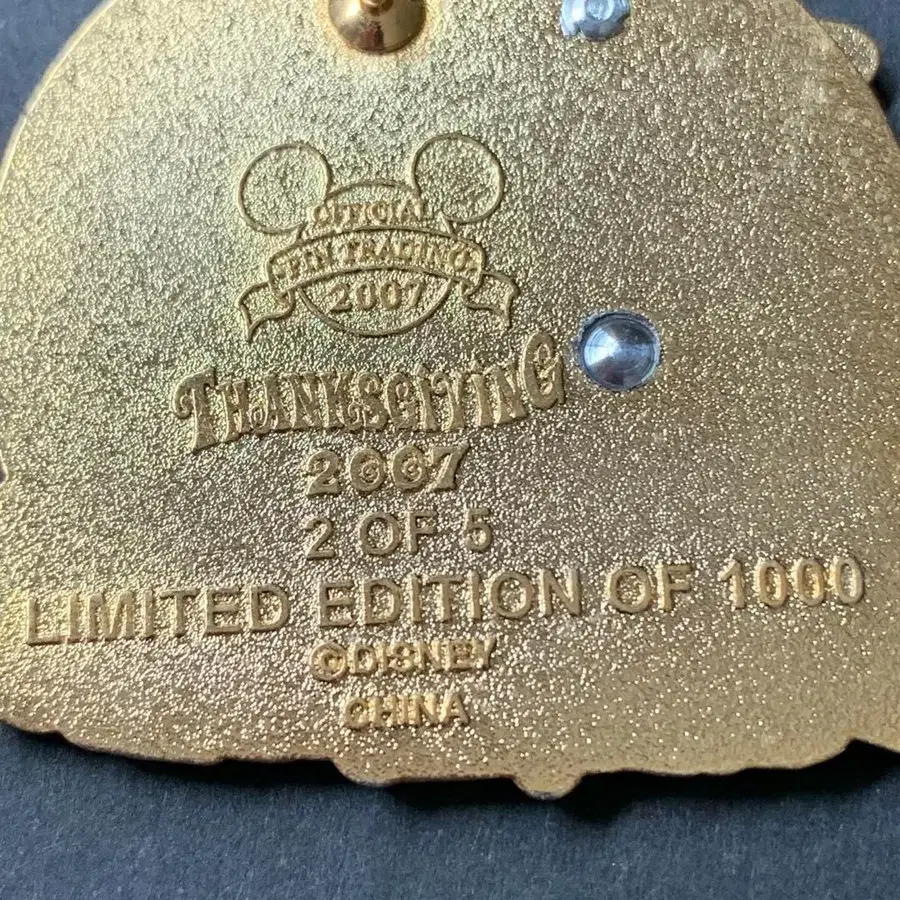 OFFICIAL
PIN TRADING
2007
THANKSGIVING
2007
2 OF 5
LIMITED EDITION OF 1000
©DISNEY
CHINA